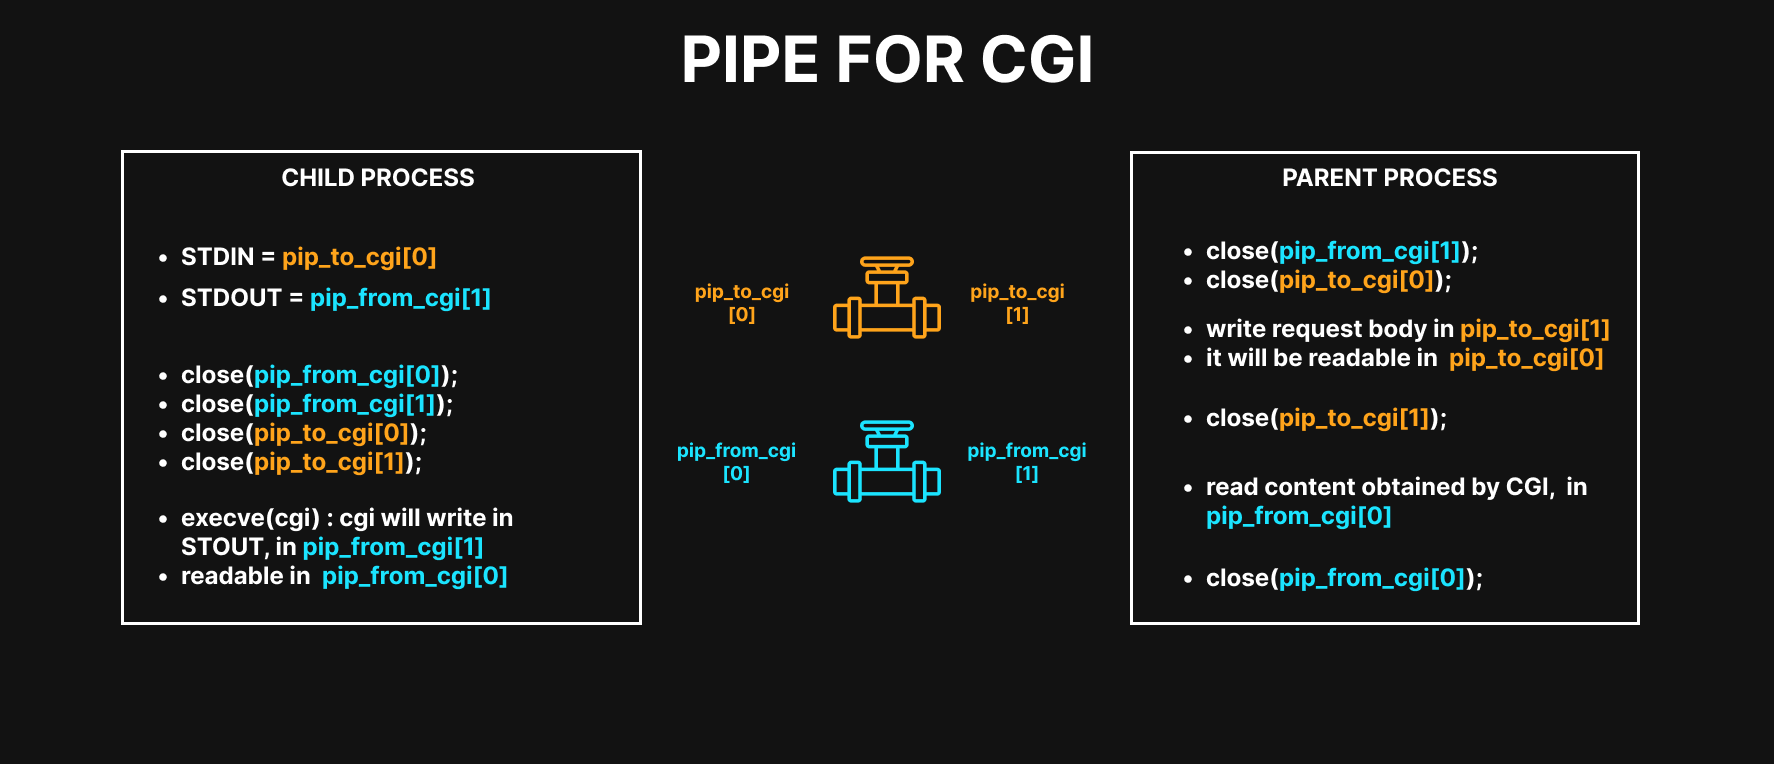 PIPE FOR CGI
CHILD PROCESS
• STDIN = pip_to_cgi[0]
• STDOUT = pip_from_cgi[1]
• close(pip_from_cgi[0]);
• close(pip_from_cgi[1]);
• close(pip_to_cgi[0]);
• close(pip_to_cgi[1]);
• execve(cgi) : cgi will write in
STOUT, in pip_from_cgi[1]
• readable in pip_from_cgi[0]
pip_to_cgi
[0]
pip_to_cgi
[1]
pip_from_cgi
[0]
pip_from_cgi
[1]
PARENT PROCESS
• close(pip_from_cgi[1]);
• close(pip_to_cgi[0]);
• write request body in pip_to_cgi[1]
• it will be readable in pip_to_cgi[0]
• close(pip_to_cgi[1]);
• read content obtained by CGI, in
pip_from_cgi[0]
• close(pip_from_cgi[0]);